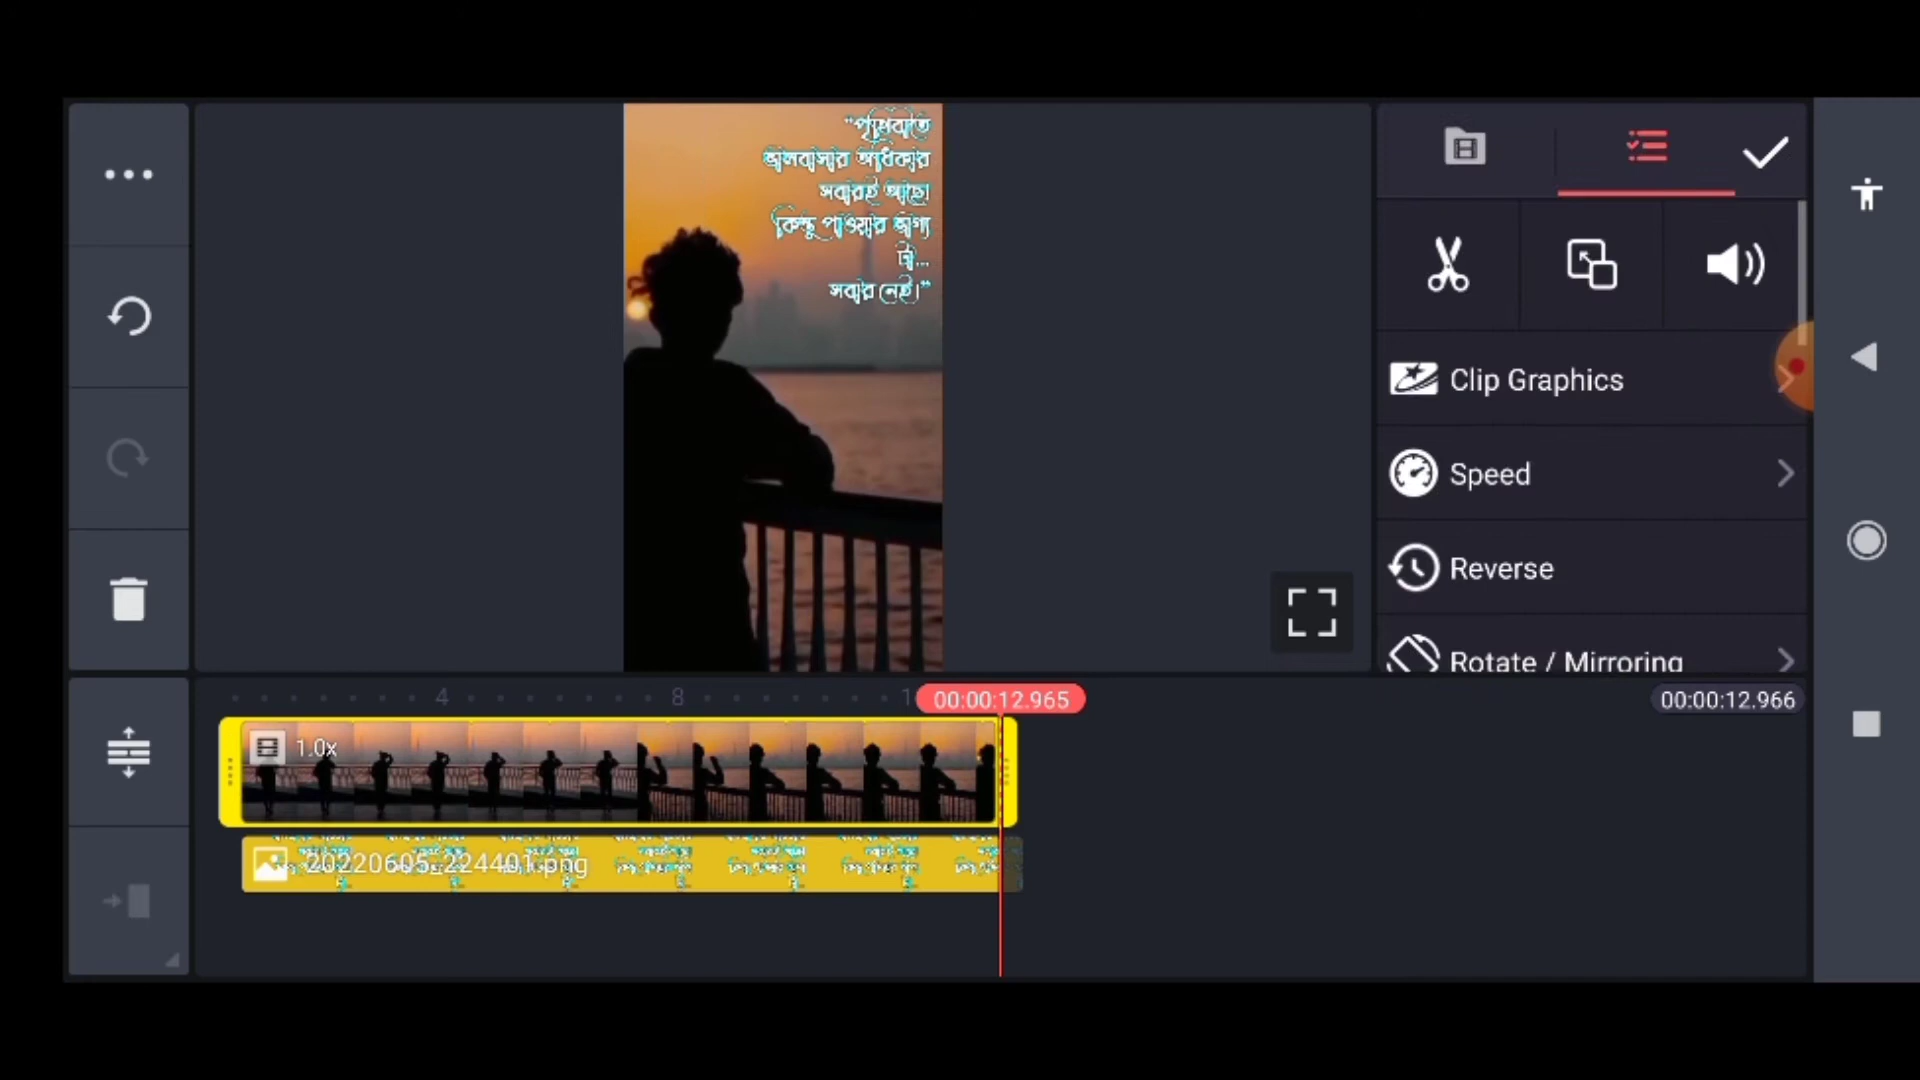 “পৃথিবীতে
ভালবাসার অধিকার
সবারই আছে!
কিন্তু পাওয়ার ভাগ্য
টা...
সবার নেই।”
Clip Graphics
Speed
Reverse
Rotate / Mirroring
4
8
1
00:00:12.965
00:00:12.966
1.0x
20220605_224401.png